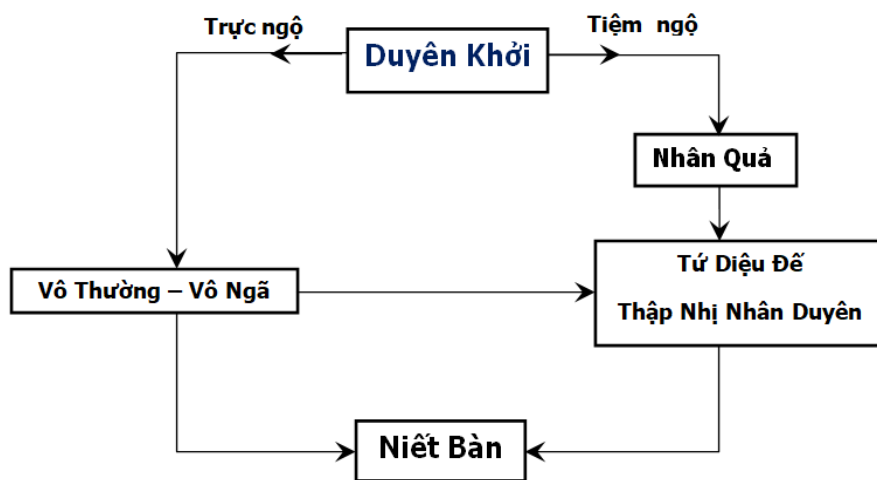 Trực ngộ
Tiệm ngộ
Duyên Khởi
Nhân Quả
Tứ Diệu Đế
Thập Nhị Nhân Duyên
Vô Thường – Vô Ngã
Niết Bàn